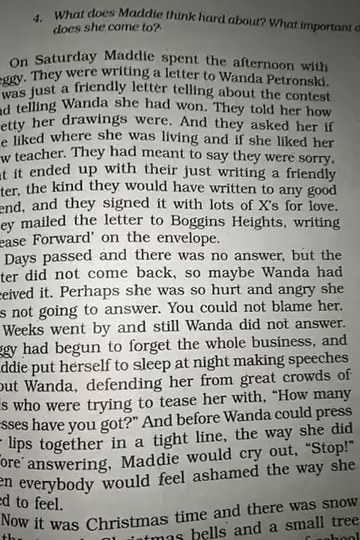 4. What does Maddie think hard about? What important
does she come to?
On Saturday Maddie spent the afternoon with
eggy. They were writing a letter to Wanda Petronski.
was just a friendly letter telling about the contest
nd telling Wanda she had won. They told her how
etty her drawings were. And they asked her if
e liked where she was living and if she liked her
w teacher. They had meant to say they were sorry,
t it ended up with their just writing a friendly
ter, the kind they would have written to any good
end, and they signed it with lots of X's for love.
ey mailed the letter to Boggins Heights, writing
ease Forward' on the envelope.
Days passed and there was no answer, but the
ter did not come back, so maybe Wanda had
ceived it. Perhaps she was so hurt and angry she
s not going to answer. You could not blame her.
Weeks went by and still Wanda did not answer.
ggy had begun to forget the whole business, and
ddie put herself to sleep at night making speeches
out Wanda, defending her from great crowds of
s who were trying to tease her with, "How many
sses have you got?" And before Wanda could press
lips together in a tight line, the way she did
fore answering, Maddie would cry out, "Stop!"
en everybody would feel ashamed the way she
ed to feel.
Now it was Christmas time and there was snow
bells and a small tree